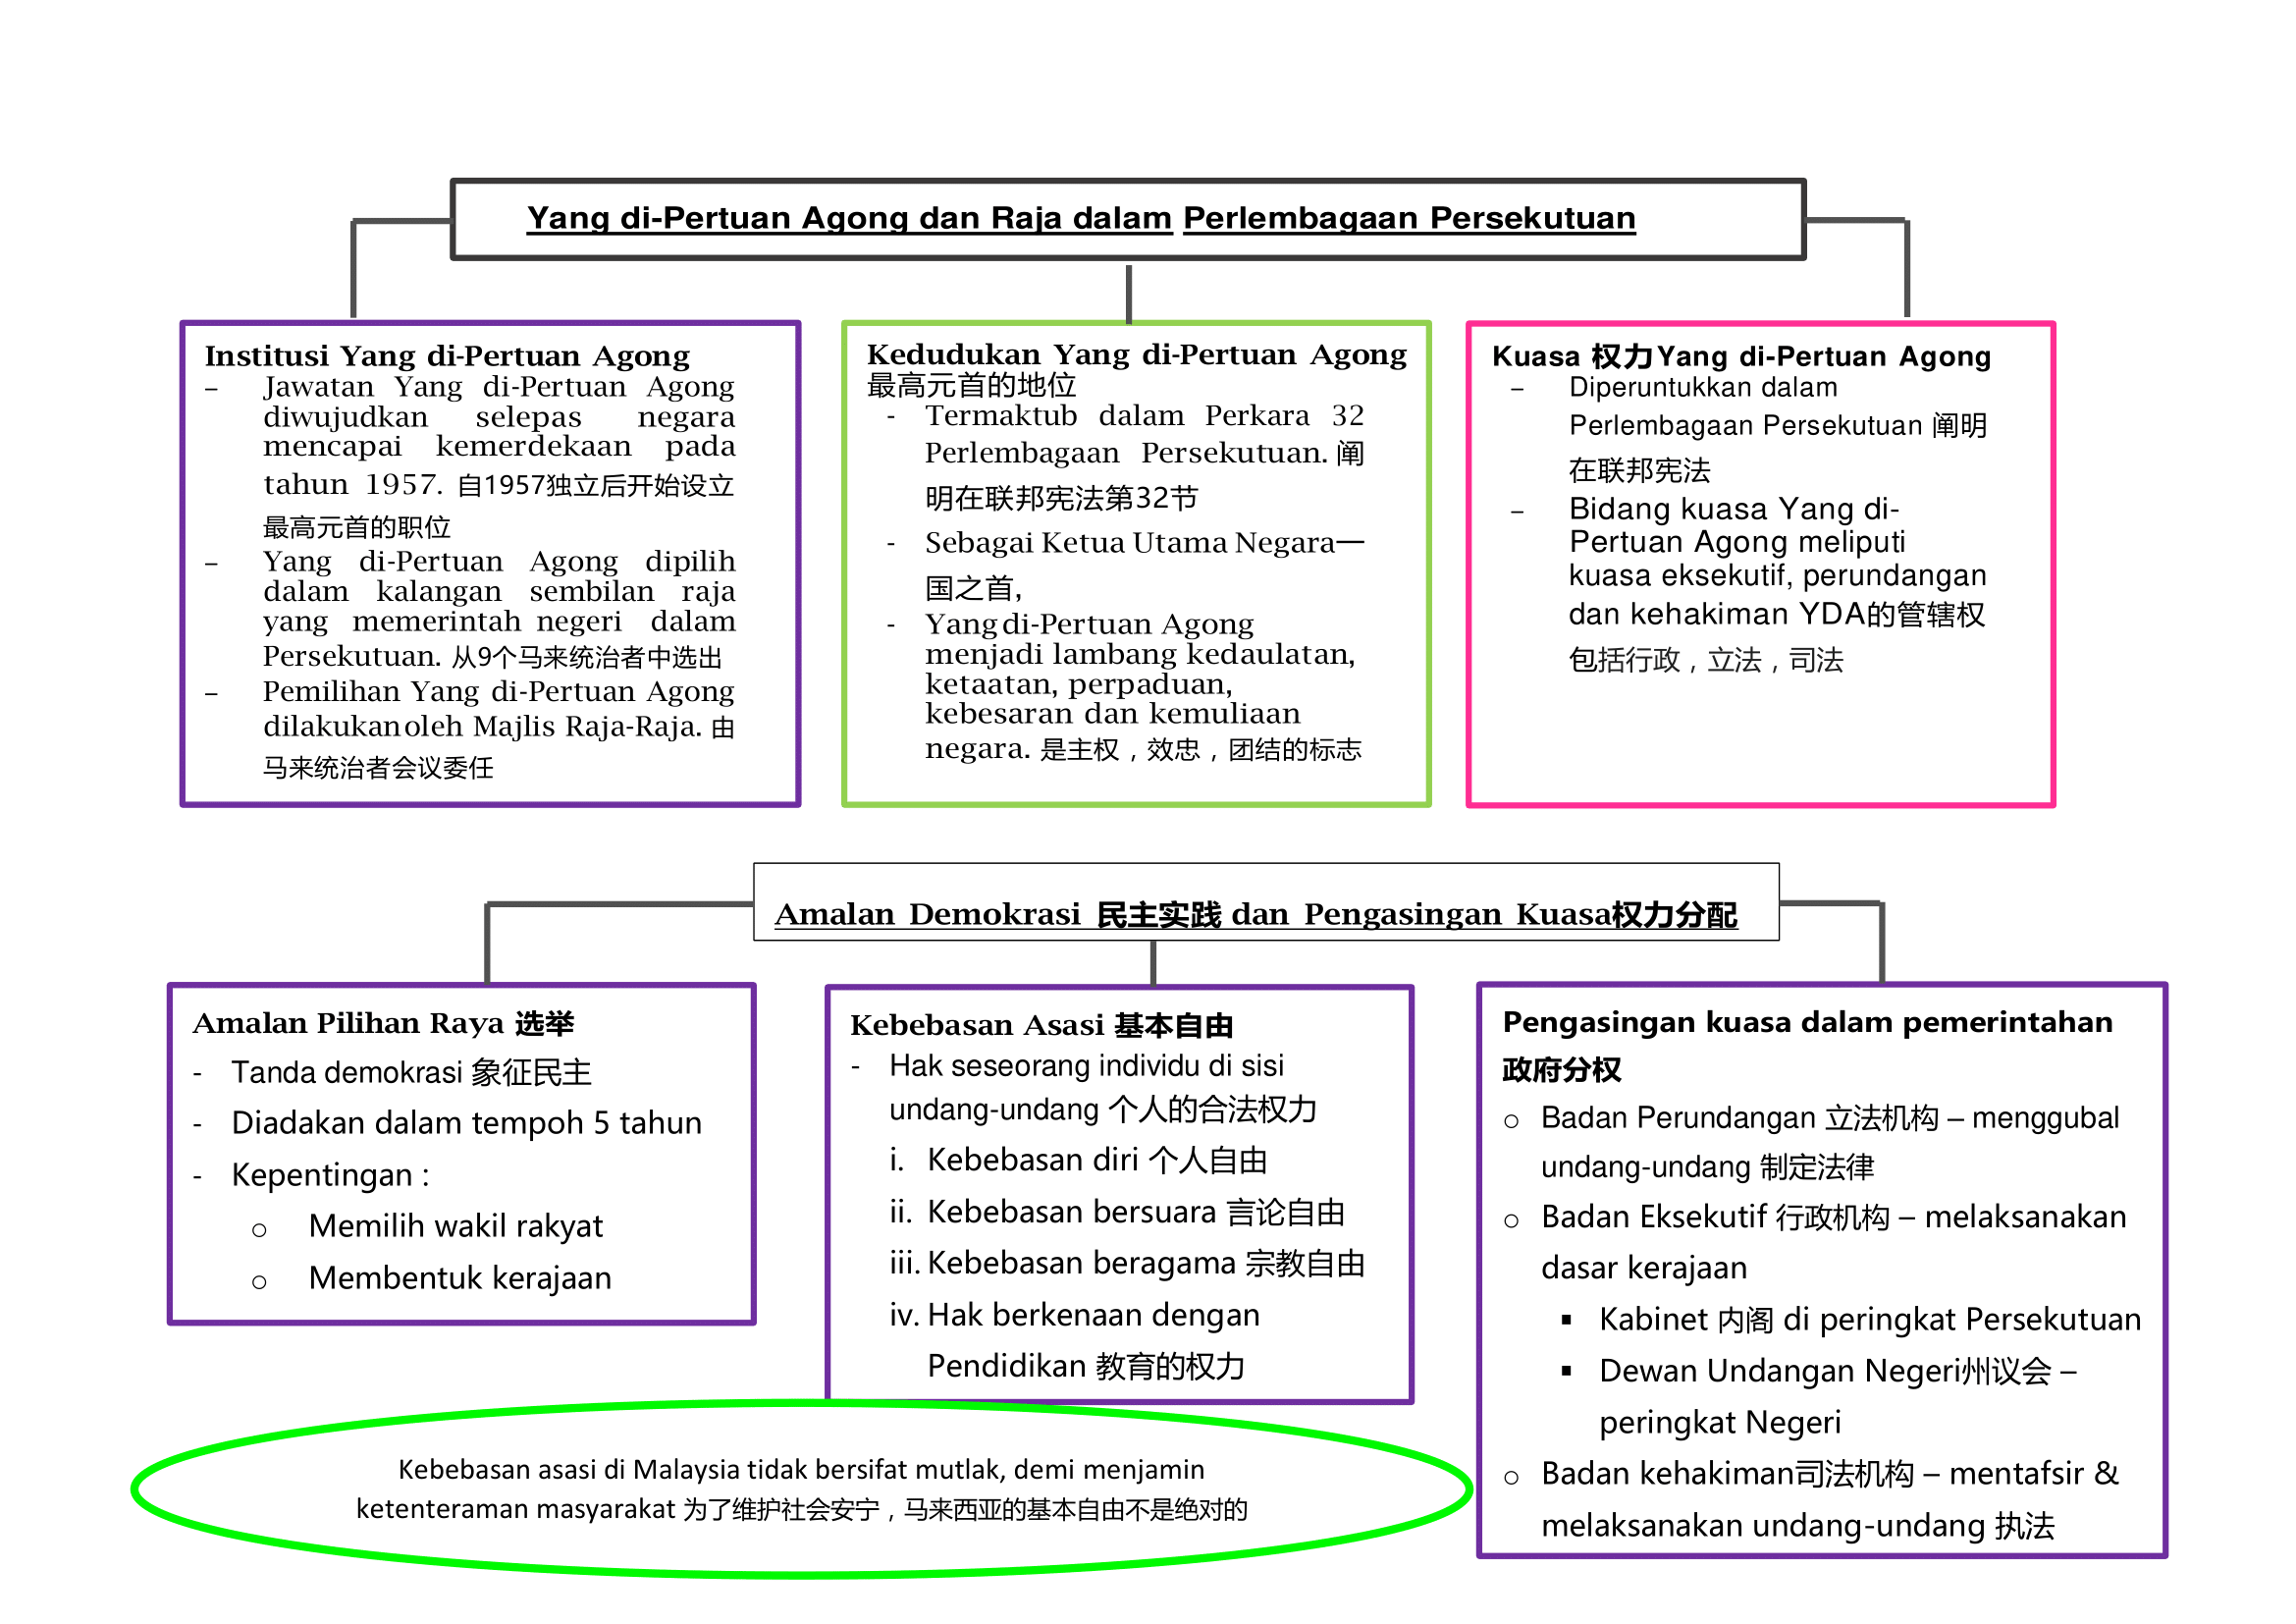 Yang di-Pertuan Agong dan Raja dalam Perlembagaan Persekutuan
Institusi Yang di-Pertuan Agong
– Jawatan Yang di-Pertuan Agong
diwujudkan selepas negara
mencapai kemerdekaan pada
tahun 1957. 自1957独立后开始设立
最高元首的职位
– Yang di-Pertuan Agong dipilih
dalam kalangan sembilan raja
yang memerintah negeri dalam
Persekutuan. 从9个马来统治者中选出
– Pemilihan Yang di-Pertuan Agong
dilakukan oleh Majlis Raja-Raja. 由
马来统治者会议委任
Kedudukan Yang di-Pertuan Agong
最高元首的地位
- Termaktub dalam Perkara 32
Perlembagaan Persekutuan. 阐
明在联邦宪法第32节
- Sebagai Ketua Utama Negara一
国之首,
- Yang di-Pertuan Agong
menjadi lambang kedaulatan,
ketaatan, perpaduan,
kebesaran dan kemuliaan
negara. 是主权，效忠，团结的标志
Kuasa 权力Yang di-Pertuan Agong
– Diperuntukkan dalam
Perlembagaan Persekutuan 阐明
在联邦宪法
– Bidang kuasa Yang di-
Pertuan Agong meliputi
kuasa eksekutif, perundangan
dan kehakiman YDA的管辖权
包括行政，立法，司法
Amalan Demokrasi 民主实践 dan Pengasingan Kuasa权力分配
Amalan Pilihan Raya 选举
- Tanda demokrasi 象征民主
- Diadakan dalam tempoh 5 tahun
- Kepentingan :
o Memilih wakil rakyat
o Membentuk kerajaan
Kebebasan Asasi 基本自由
- Hak seseorang individu di sisi
undang-undang 个人的合法权力
i. Kebebasan diri 个人自由
ii. Kebebasan bersuara 言论自由
iii. Kebebasan beragama 宗教自由
iv. Hak berkenaan dengan
Pendidikan 教育的权力
Pengasingan kuasa dalam pemerintahan
政府分权
o Badan Perundangan 立法机构 – menggubal
undang-undang 制定法律
o Badan Eksekutif 行政机构 – melaksanakan
dasar kerajaan
▪ Kabinet 内阁 di peringkat Persekutuan
▪ Dewan Undangan Negeri州议会 –
peringkat Negeri
o Badan kehakiman司法机构 – mentafsir &
melaksanakan undang-undang 执法
Kebebasan asasi di Malaysia tidak bersifat mutlak, demi menjamin
ketenteraman masyarakat 为了维护社会安宁，马来西亚的基本自由不是绝对的